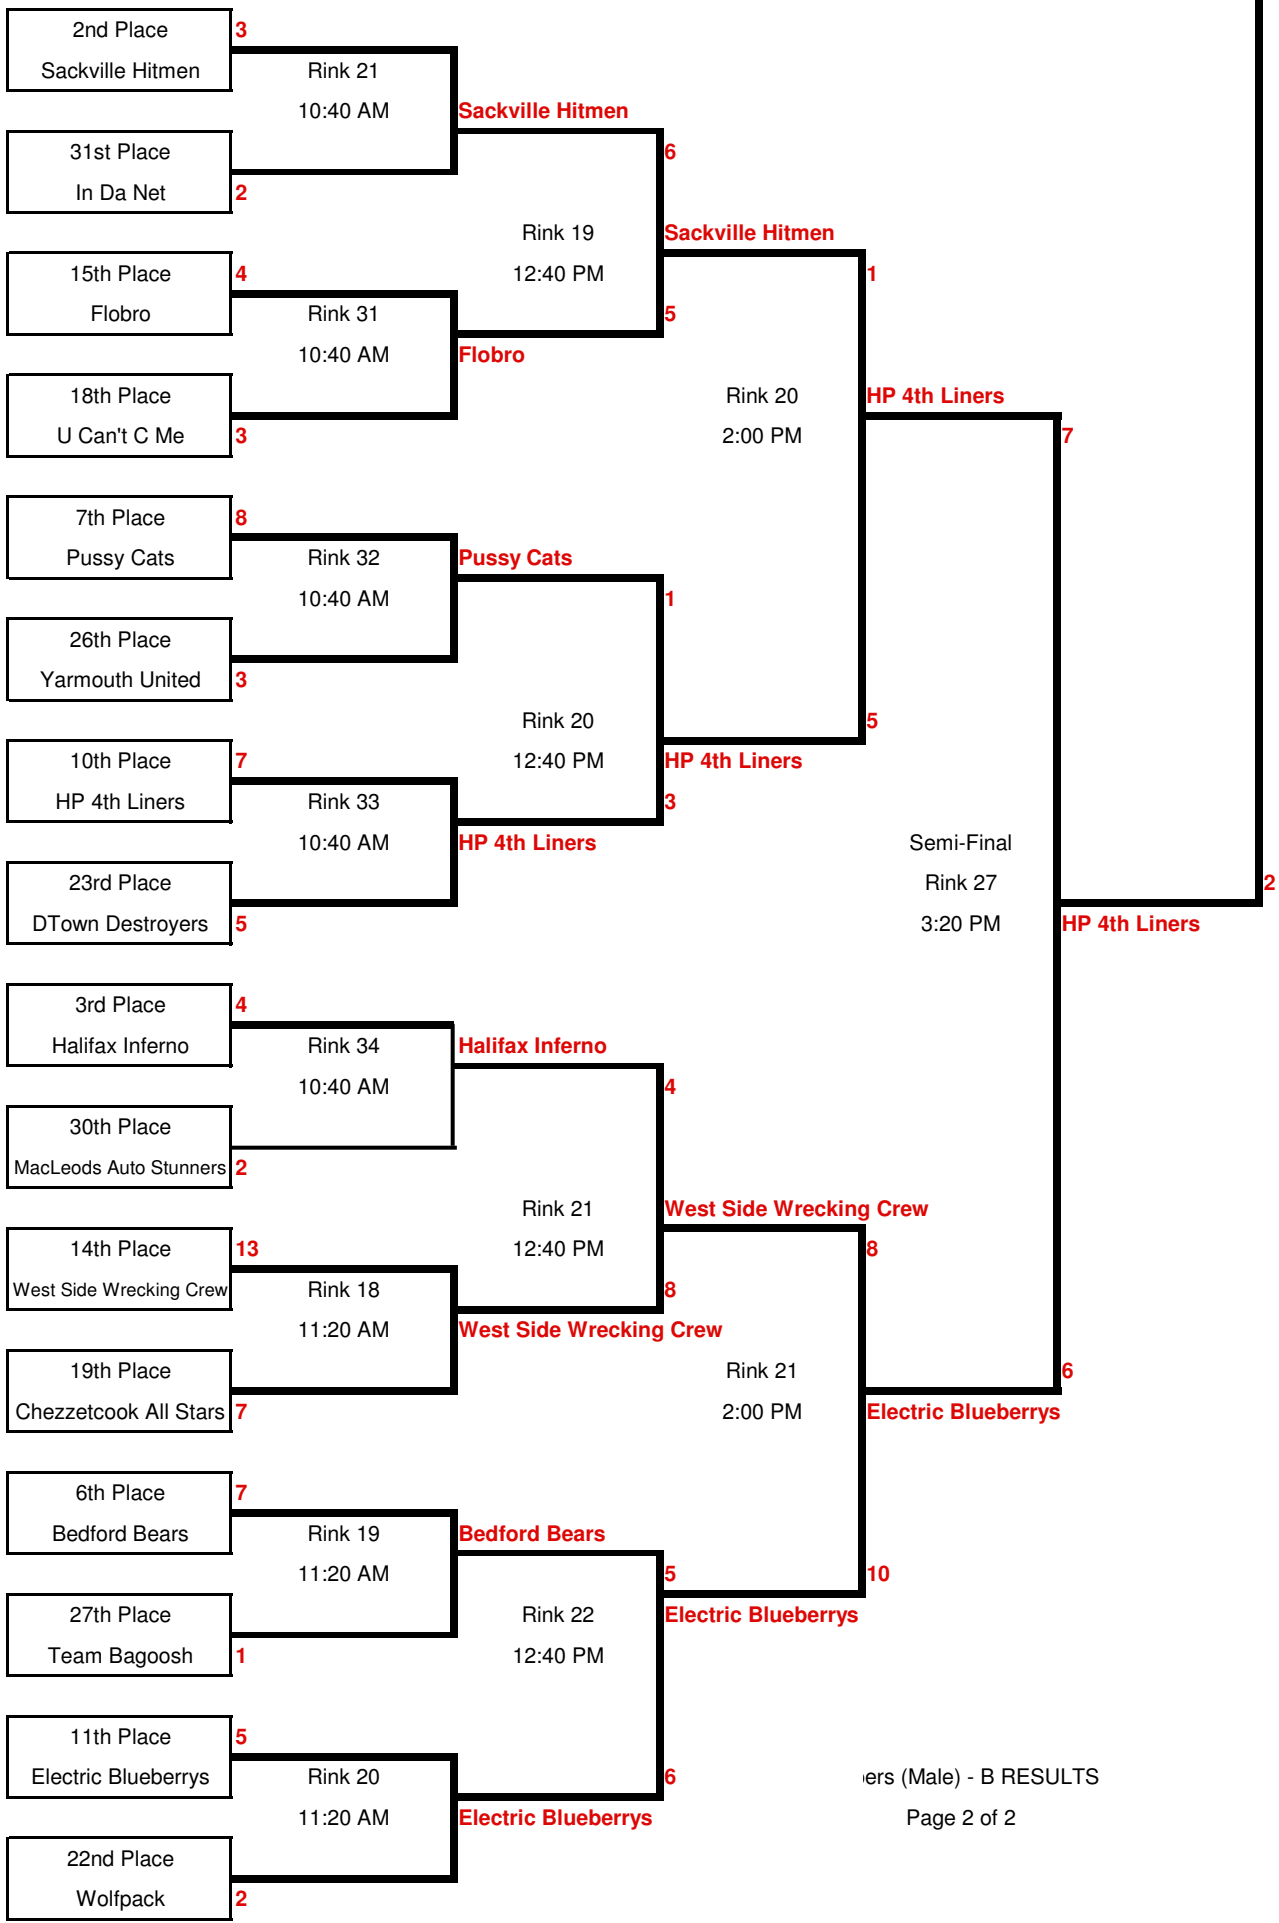 2nd Place
3
Sackville Hitmen
Rink 21
10:40 AM
Sackville Hitmen
31st Place
6
In Da Net
2
Rink 19
Sackville Hitmen
15th Place
4
12:40 PM
1
Flobro
Rink 31
5
10:40 AM
Flobro
18th Place
Rink 20
HP 4th Liners
U Can't C Me
3
2:00 PM
7
7th Place
8
Pussy Cats
Rink 32
Pussy Cats
10:40 AM
1
26th Place
Yarmouth United
3
Rink 20
5
10th Place
7
12:40 PM
HP 4th Liners
HP 4th Liners
Rink 33
3
10:40 AM
HP 4th Liners
Semi-Final
23rd Place
Rink 27
2
DTown Destroyers
5
3:20 PM
HP 4th Liners
3rd Place
4
Halifax Inferno
Rink 34
Halifax Inferno
10:40 AM
4
30th Place
MacLeods Auto Stunners
2
Rink 21
West Side Wrecking Crew
14th Place
13
12:40 PM
8
West Side Wrecking Crew
Rink 18
8
11:20 AM
West Side Wrecking Crew
19th Place
Rink 21
6
Chezzetcook All Stars
7
2:00 PM
Electric Blueberrys
6th Place
7
Bedford Bears
Rink 19
Bedford Bears
11:20 AM
5
10
27th Place
Rink 22
Electric Blueberrys
Team Bagoosh
1
12:40 PM
11th Place
5
Electric Blueberrys
Rink 20
6
(Male) - B RESULTS
11:20 AM
Electric Blueberrys
Page 2 of 2
22nd Place
Wolfpack
2